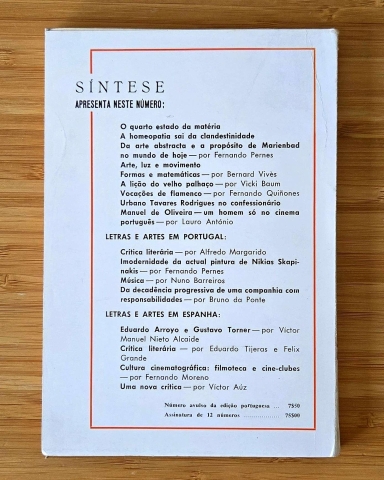 SÍNTESE
APRESENTA NESTE NÚMERO:
O quarto estado da matéria
A homeopatia sai da clandestinidade
Da arte abstracta e a propósito de Marienbad
no mundo de hoje — por Fernando Pernes
Arte, luz e movimento
Formas e matemáticas — por Bernard Vivès
A lição do velho palhaço — por Vicki Baum
Vocações de flamenco — por Fernando Quiñones
Urbano Tavares Rodrigues no confessionário
Manuel de Oliveira — um homem só no cinema
português — por Lauro António
LETRAS E ARTES EM PORTUGAL:
Crítica literária — por Alfredo Margarido
Imodernidade da actual pintura de Nikias Skapi-
nakis — por Fernando Pernes
Música — por Nuno Barreiros
Da decadência progressiva de uma companhia com
responsabilidades — por Bruno da Ponte
LETRAS E ARTES EM ESPANHA:
Eduardo Arroyo e Gustavo Torner — por Víctor
Manuel Nieto Alcaide
Crítica literária — por Eduardo Tijeras e Felix
Grande
Cultura cinematográfica: filmoteca e cine-clubes
— por Fernando Moreno
Uma nova crítica — por Víctor Aúz
Número avulso da edição portuguesa ... 7$50
Assinatura de 12 números .................. 75$00